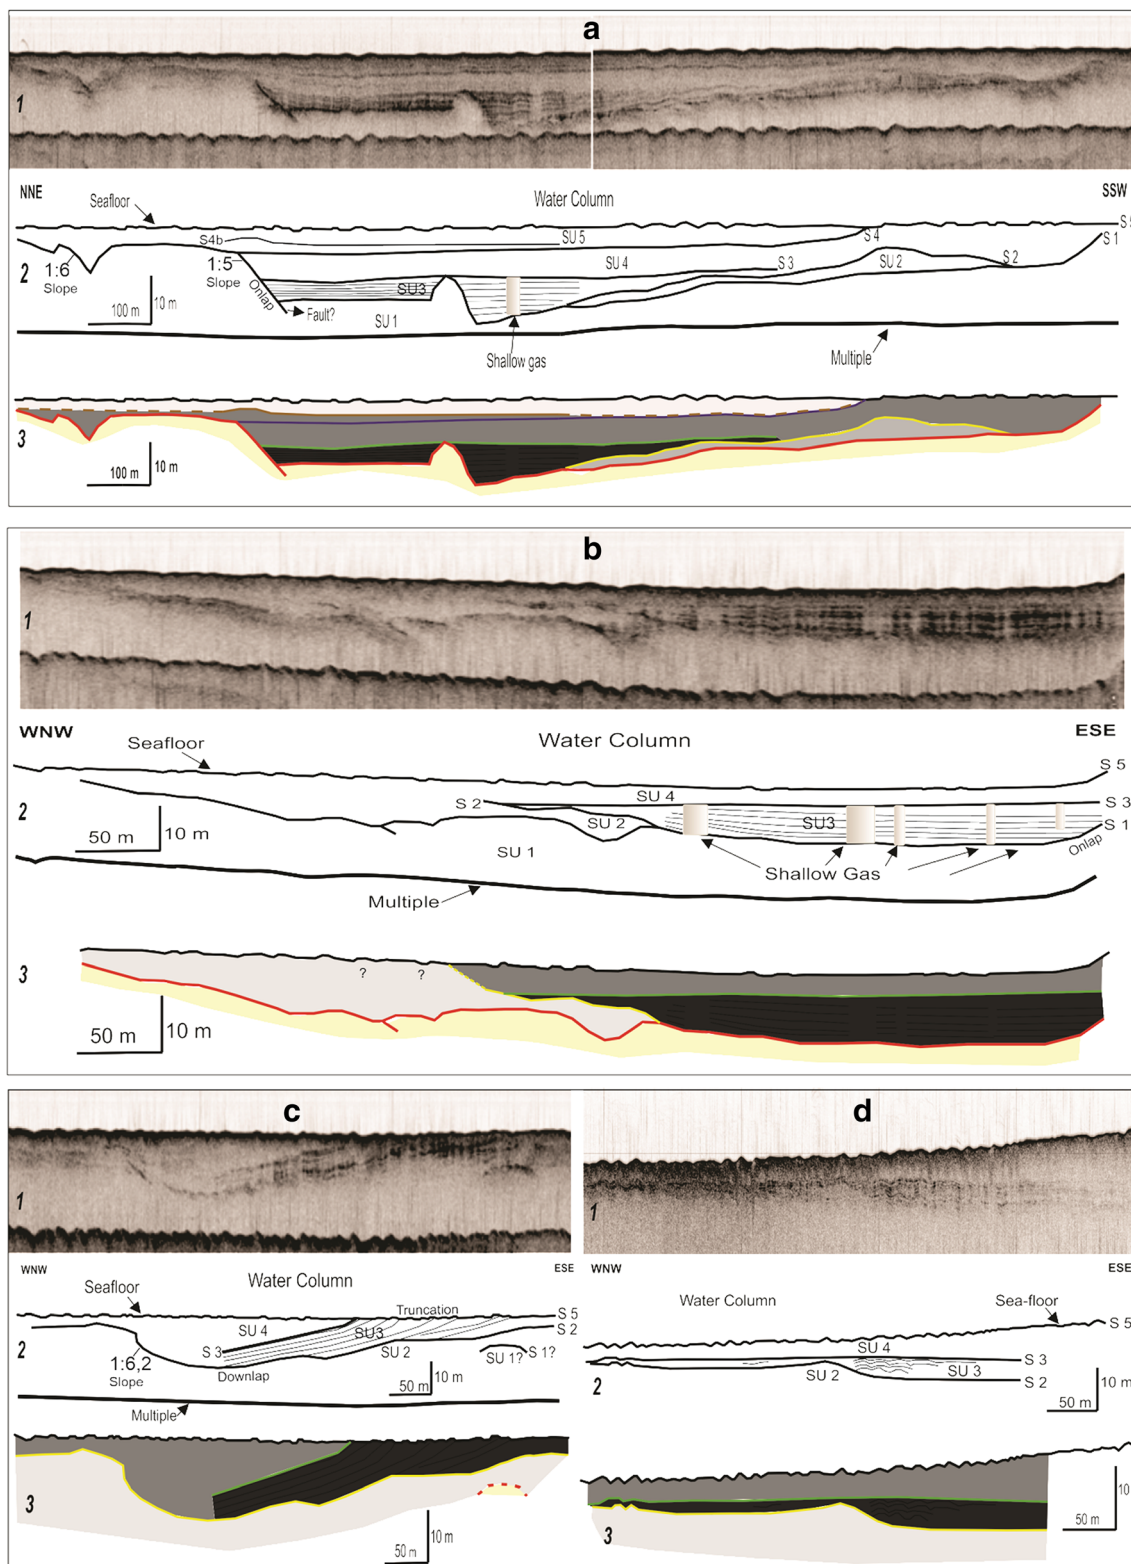 a
1
NNE
Water Column
SSW
Seafloor
S4b
SU 5
S 4
S 1
2
1:6
Slope
1:5
Slope
Onlap
SU 4
S 3
SU 2
S 2
100 m
10 m
Fault?
SU3
SU 1
Shallow gas
Multiple
3
100 m
10 m
b
1
WNW
ESE
Seafloor
Water Column
S 5
2
S 2
SU 4
S 3
50 m
10 m
SU 2
SU3
S 1
SU 1
Onlap
Shallow Gas
Multiple
3
? ?
50 m
10 m
c
1
WNW
ESE
Seafloor
Water Column
Truncation
S 5
SU 4
SU3
S 2
2
S 3
SU 2
SU 1?
S 1?
1:6,2
Slope
Downlap
50 m
10 m
Multiple
3
50 m
10 m
d
1
WNW
ESE
Water Column
Sea-floor
S 5
SU 4
S 3
2
SU 2
SU 3
S 2
50 m
10 m
3
50 m
10